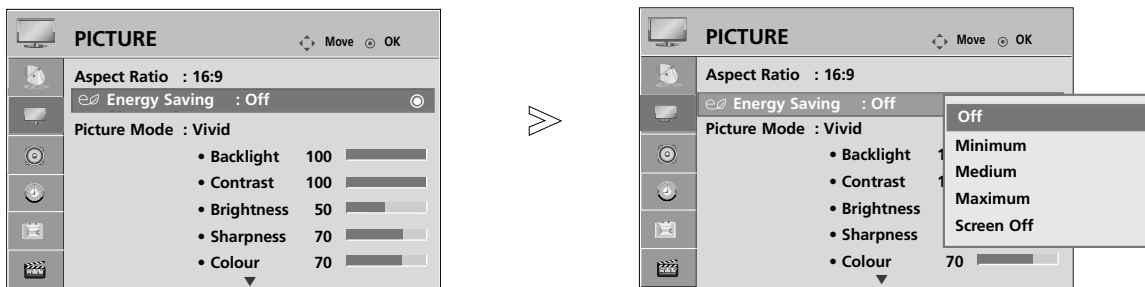 PICTURE
Move OK
Aspect Ratio : 16:9
Energy Saving : Off
Picture Mode : Vivid
• Backlight 100
• Contrast 100
• Brightness 50
• Sharpness 70
• Colour 70
PICTURE
Move OK
Aspect Ratio : 16:9
Energy Saving : Off
Picture Mode : Vivid
• Backlight 1
• Contrast 1
• Brightness
• Sharpness
• Colour 70
Off
Minimum
Medium
Maximum
Screen Off